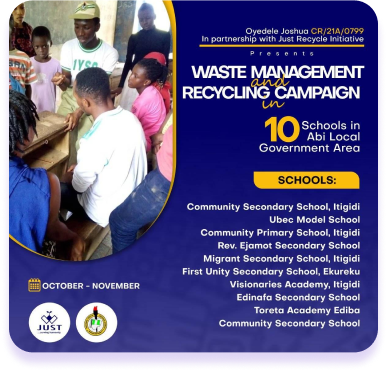 Oyedele Joshua CR/21A/0799
In partnership with Just Recycle Initiative
Presents
WASTE MANAGEMENT
and
RECYCLING CAMPAIGN
in
10 Schools in
Abi Local
Government Area
SCHOOLS:
Community Secondary School, Itigidi
Ubec Model School
Community Primary School, Itigidi
Rev. Ejamot Secondary School
Migrant Secondary School, Itigidi
First Unity Secondary School, Ekureku
Visionaries Academy, Itigidi
Edinafa Secondary School
Toreta Academy Ediba
Community Secondary School
OCTOBER - NOVEMBER
JUST
NYSC